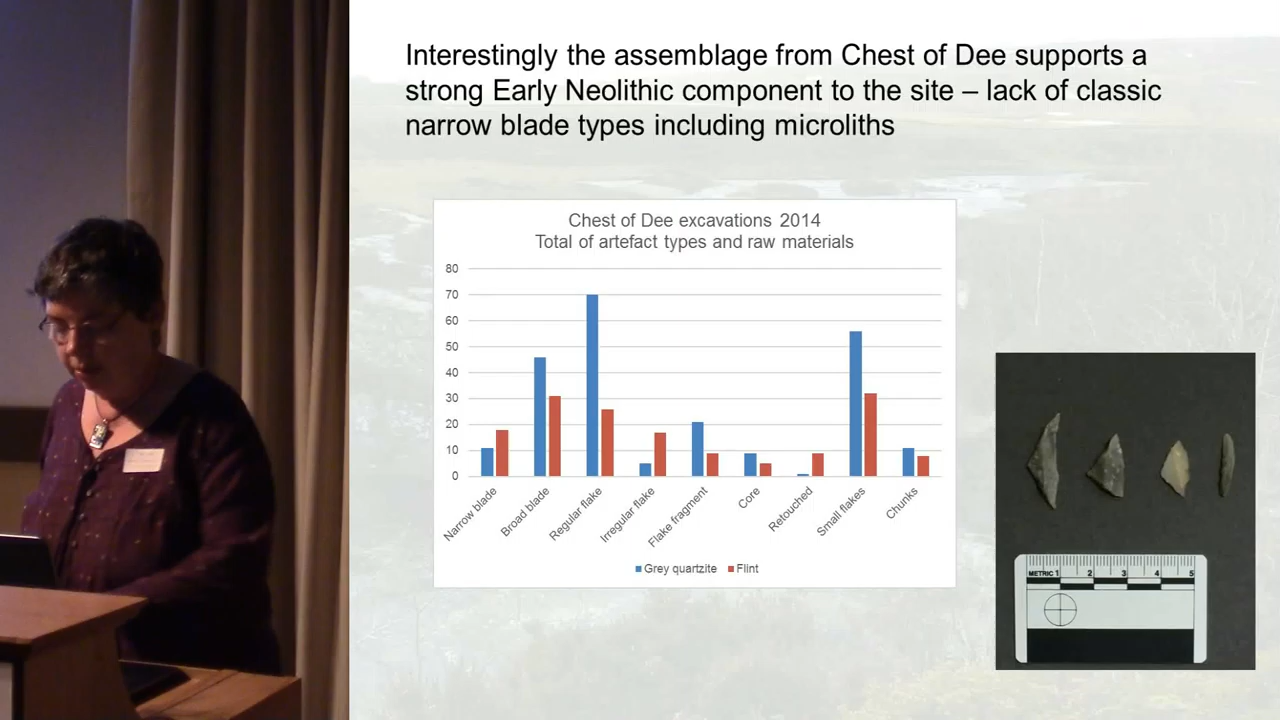 Interestingly the assemblage from Chest of Dee supports a
strong Early Neolithic component to the site – lack of classic
narrow blade types including microliths
Chest of Dee excavations 2014
Total of artefact types and raw materials
80
70
60
50
40
30
20
10
0
Narrow blade
Broad blade
Regular flake
Irregular flake
Flake fragment
Core
Retouched
Small flakes
Chunks
Grey quartzite
Flint
METRIC 1 2 3 4 5